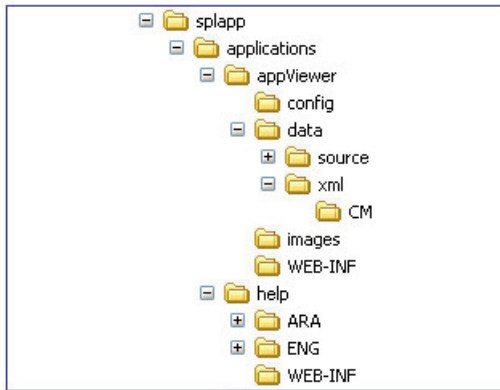 splapp
applications
appViewer
config
data
source
xml
CM
images
WEB-INF
help
ARA
ENG
WEB-INF